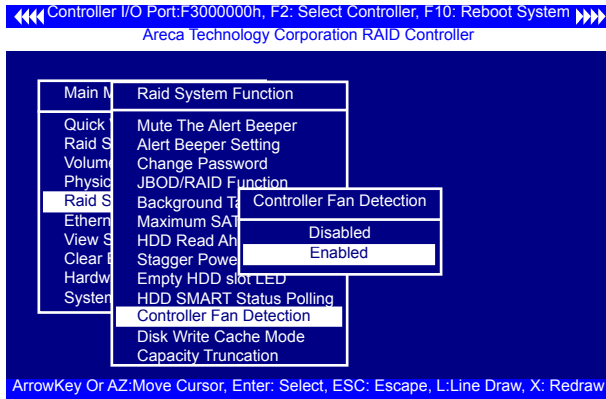 Controller I/O Port:F3000000h, F2: Select Controller, F10: Reboot System
Areca Technology Corporation RAID Controller
Main M
Quick
Raid S
Volume
Physic
Raid S
Ethern
View S
Clear
Hardw
System
Raid System Function
Mute The Alert Beeper
Alert Beeper Setting
Change Password
JBOD/RAID Function
Background Ta
Maximum SAT
HDD Read Ah
Stagger Powe
Empty HDD slot LED
HDD SMART Status Polling
Controller Fan Detection
Disk Write Cache Mode
Capacity Truncation
Controller Fan Detection
Disabled
Enabled
ArrowKey Or AZ:Move Cursor, Enter: Select, ESC: Escape, L:Line Draw, X: Redraw